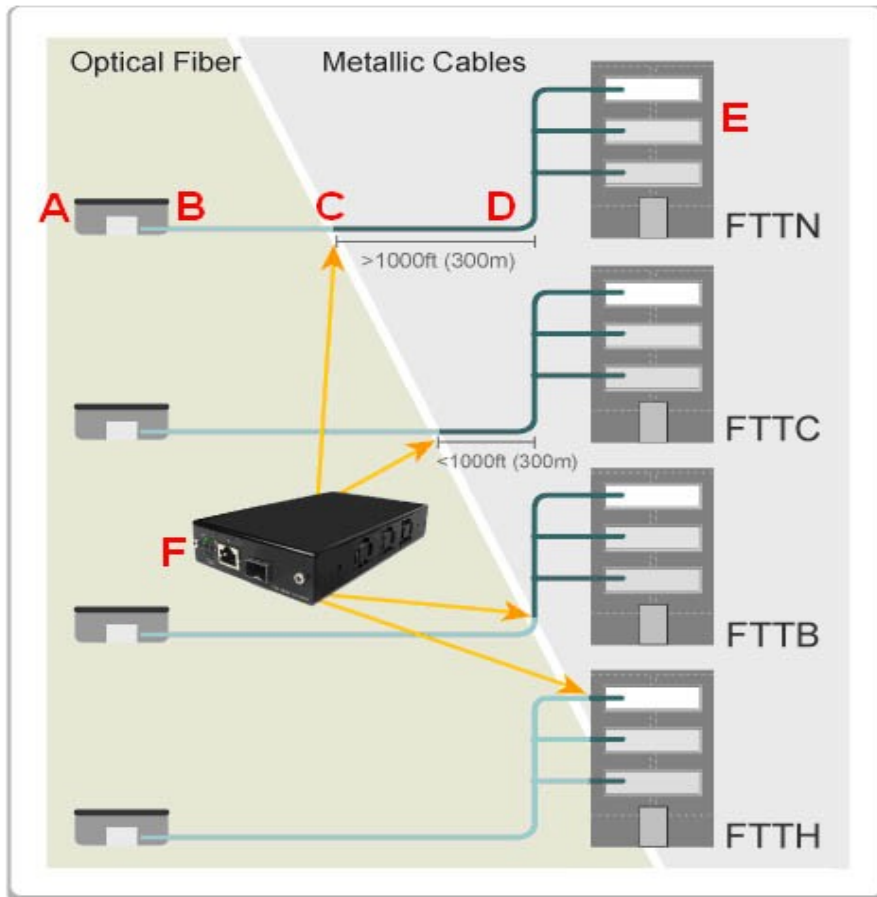 Optical Fiber
Metallic Cables
E
A
B
C
D
FTTN
>1000ft (300m)
FTTC
<1000ft (300m)
F
FTTB
FTTH